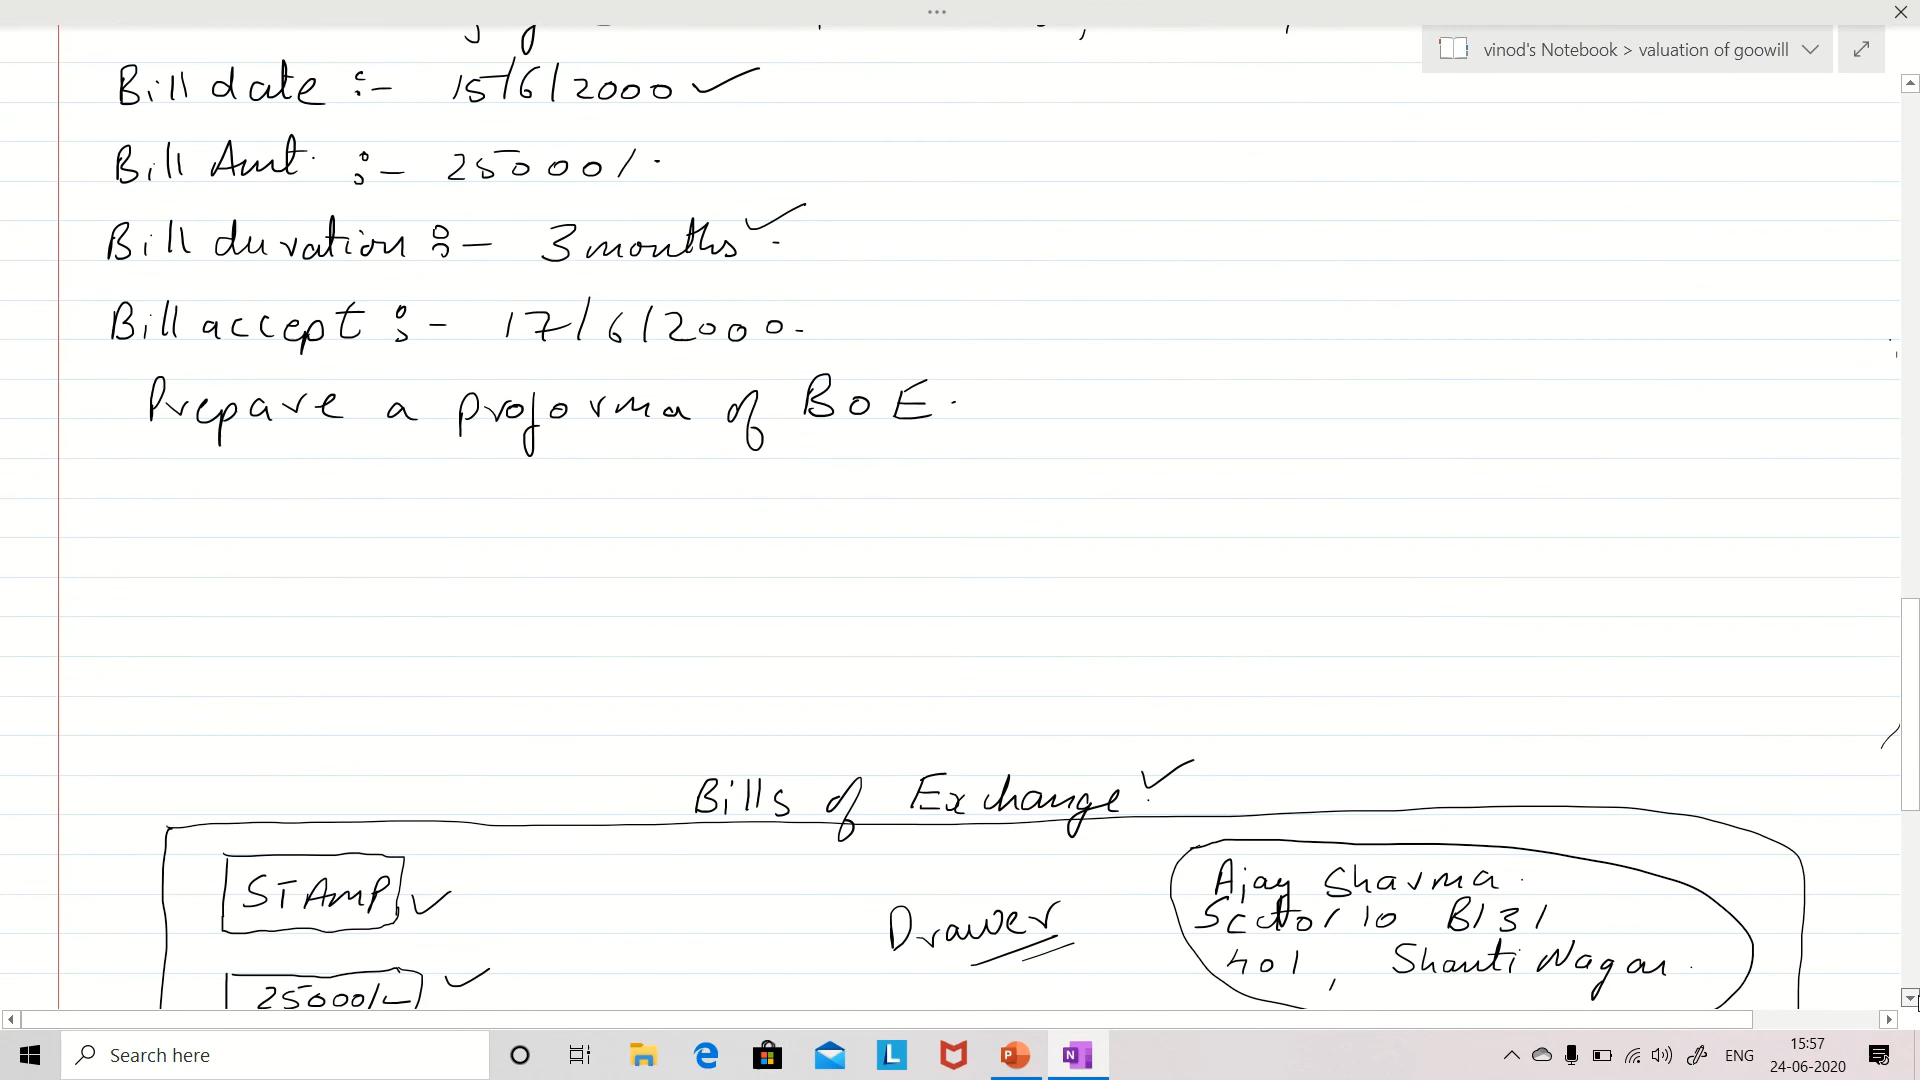 vinod's Notebook > valuation of goowill
Bill date :- 15/6/2000
Bill Amt. :- 25000/.
Bill duration :- 3 months.
Bill accept :- 17/6/2000.
Prepare a proforma of BoE.
Bills of Exchange
STAMP
Drawer
Ajay Sharma.
Sector 10 B/31
401, Shanti Nagar.
25000/-
Search here
ENG
15:57
24-06-2020